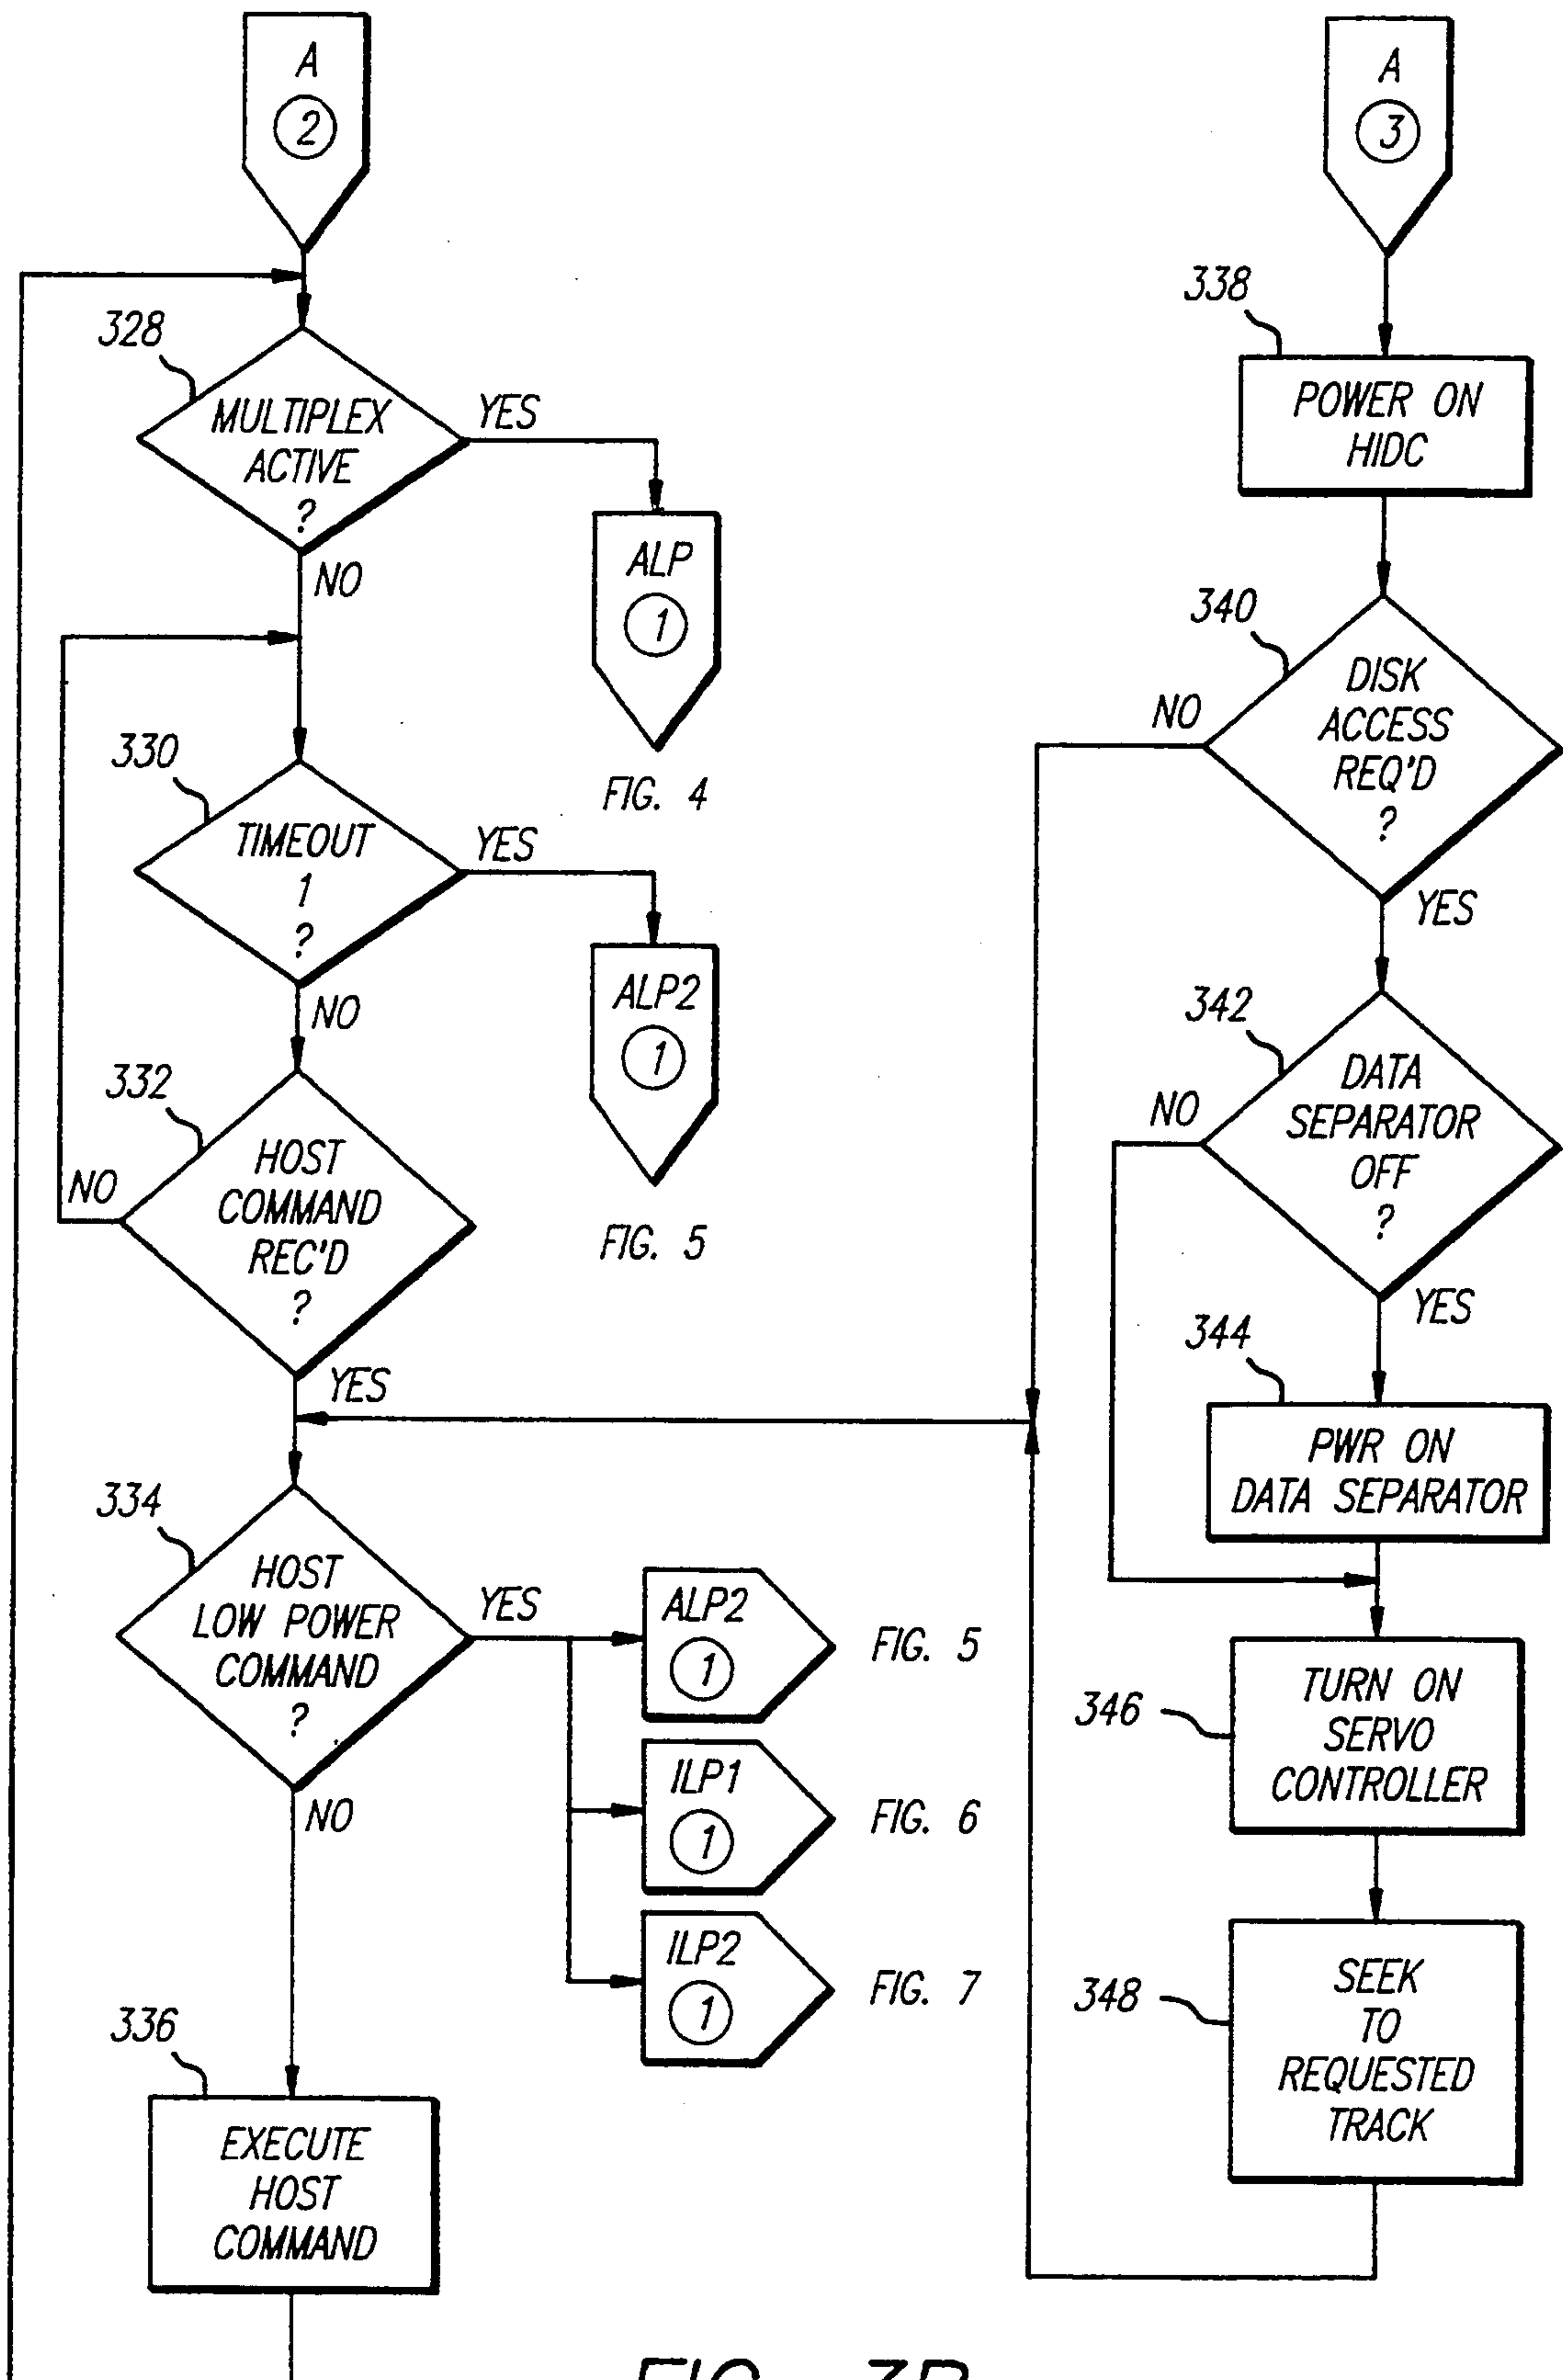 A
2
328
MULTIPLEX
ACTIVE
?
YES
NO
ALP
1
FIG. 4
330
TIMEOUT
1
?
YES
NO
ALP2
1
FIG. 5
332
HOST
COMMAND
REC'D
?
NO
YES
334
HOST
LOW POWER
COMMAND
?
YES
NO
ALP2
1
FIG. 5
ILP1
1
FIG. 6
ILP2
1
FIG. 7
336
EXECUTE
HOST
COMMAND
A
3
338
POWER ON
HIDC
340
DISK
ACCESS
REQ'D
?
NO
YES
342
DATA
SEPARATOR
OFF
?
NO
YES
344
PWR ON
DATA SEPARATOR
346
TURN ON
SERVO
CONTROLLER
348
SEEK
TO
REQUESTED
TRACK